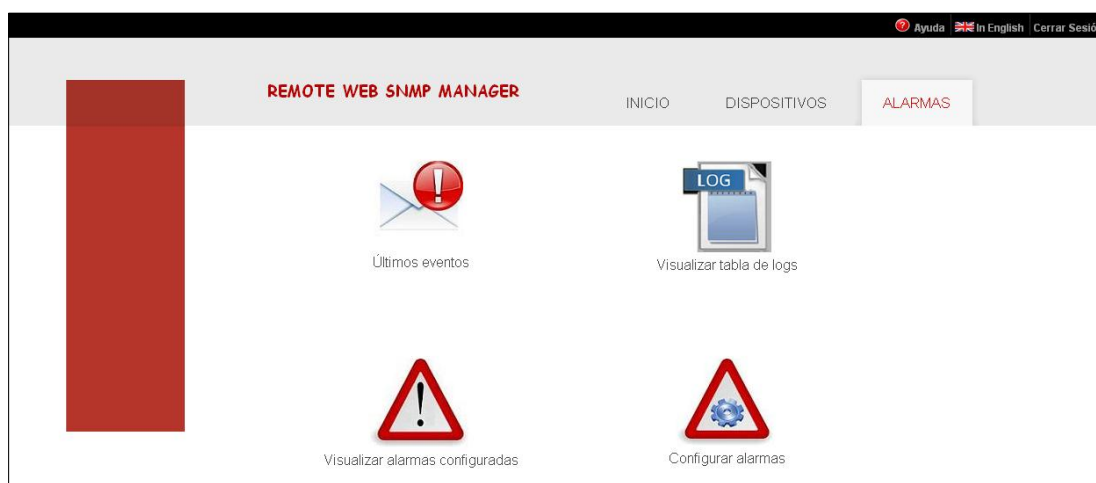 Ayuda In English Cerrar Sesió
REMOTE WEB SNMP MANAGER
INICIO DISPOSITIVOS ALARMAS
LOG
Últimos eventos Visualizar tabla de logs
Visualizar alarmas configuradas Configurar alarmas